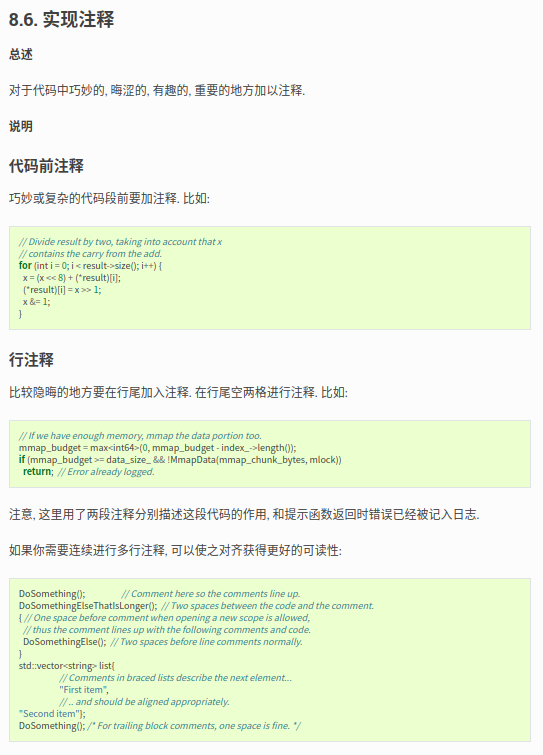 8.6. 实现注释
总述
对于代码中巧妙的, 晦涩的, 有趣的, 重要的地方加以注释.
说明
代码前注释
巧妙或复杂的代码段前要加注释. 比如:
// Divide result by two, taking into account that x
// contains the carry from the add.
for (int i = 0; i < result->size(); i++) {
  x = (x << 8) + (*result)[i];
  (*result)[i] = x >> 1;
  x &= 1;
}
行注释
比较隐晦的地方要在行尾加入注释. 在行尾空两格进行注释. 比如:
// If we have enough memory, mmap the data portion too.
mmap_budget = max<int64>(0, mmap_budget - index_->length());
if (mmap_budget >= data_size_ && !MmapData(mmap_chunk_bytes, mlock))
  return;  // Error already logged.
注意, 这里用了两段注释分别描述这段代码的作用, 和提示函数返回时错误已经被记入日志.
如果你需要连续进行多行注释, 可以使之对齐获得更好的可读性:
DoSomething();                  // Comment here so the comments line up.
DoSomethingElseThatIsLonger();  // Two spaces between the code and the comment.
{ // One space before comment when opening a new scope is allowed,
  // thus the comment lines up with the following comments and code.
  DoSomethingElse();  // Two spaces before line comments normally.
}
std::vector<string> list{
                    // Comments in braced lists describe the next element...
                    "First item",
                    // .. and should be aligned appropriately.
"Second item"};
DoSomething(); /* For trailing block comments, one space is fine. */